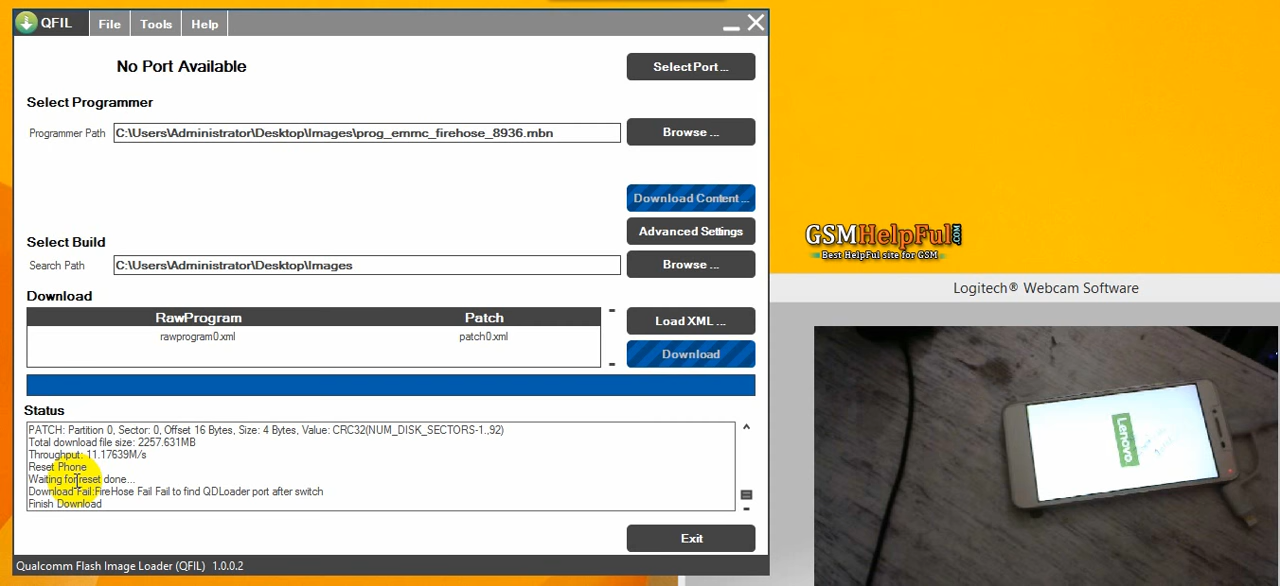 QFIL File Tools Help
No Port Available Select Port ...
Select Programmer
Programmer Path C:\Users\Administrator\Desktop\Images\prog_emmc_firehose_8936.mbn Browse ...
Download Content ...
Advanced Settings
Select Build
Search Path C:\Users\Administrator\Desktop\Images Browse ...
Download
RawProgram Patch
rawprogram0.xml patch0.xml
Load XML ...
Download
Status
PATCH: Partition 0, Sector: 0, Offset 16 Bytes, Size: 4 Bytes, Value: CRC32(NUM_DISK_SECTORS-1.,92)
Total download file size: 2257.631MB
Throughput: 11.17639M/s
Reset Phone
Waiting for reset done...
Download Fail:FireHose Fail Fail to find QDLoader port after switch
Finish Download
Exit
Qualcomm Flash Image Loader (QFIL) 1.0.0.2
GSMHelpFul.COM
Best HelpFul site for GSM
Logitech® Webcam Software
Lenovo